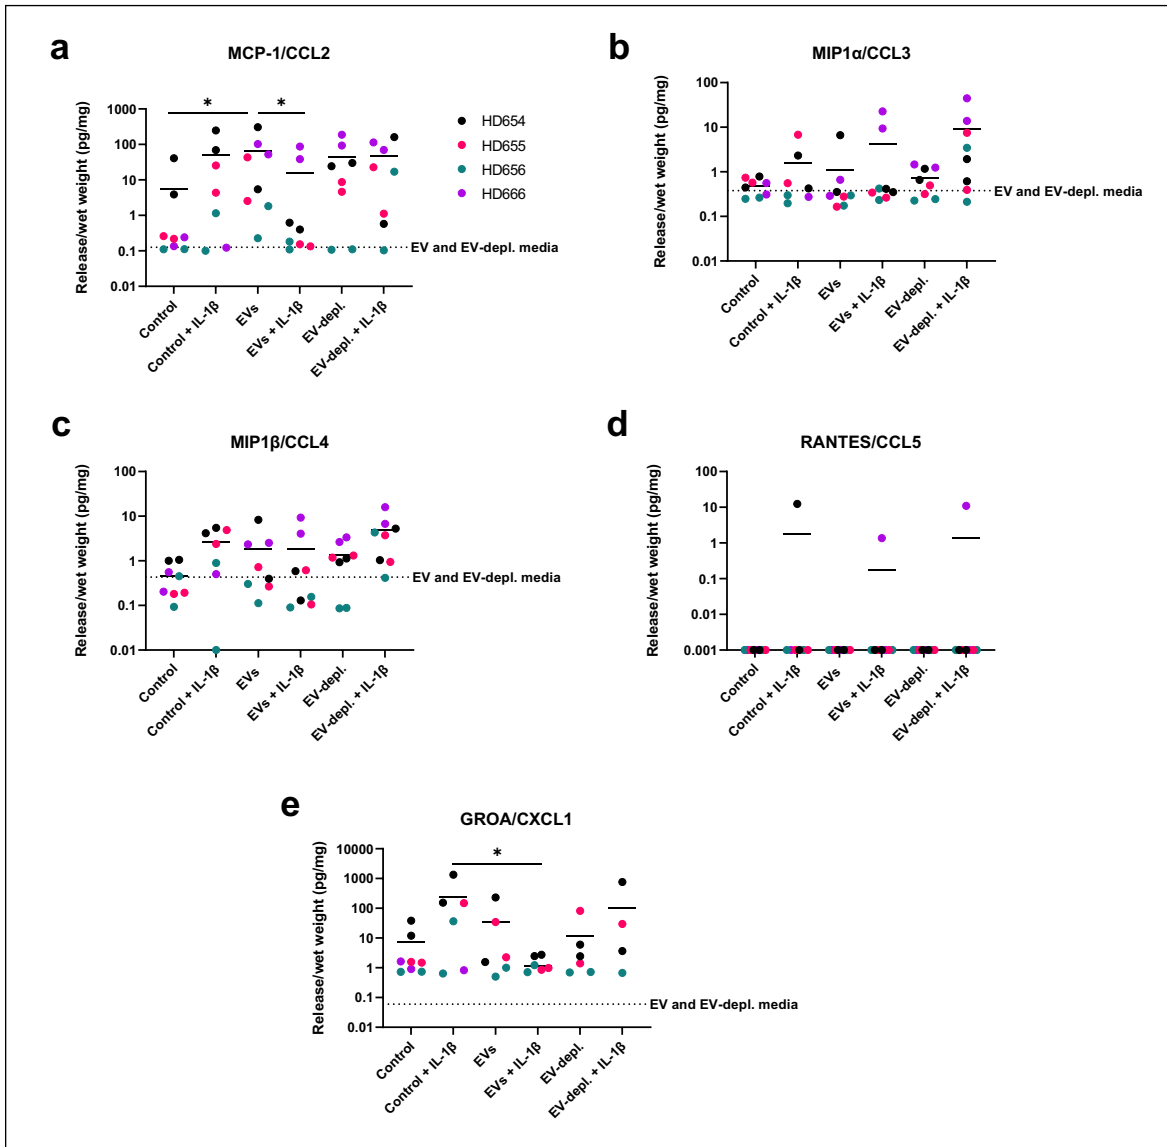 a
MCP-1/CCL2
Release/wet weight (pg/mg)
1000
100
10
1
0.1
0.01
*
*
HD654
HD655
HD656
HD666
EV and EV-depl. media
Control
Control + IL-1β
EVs
EVs + IL-1β
EV-depl.
EV-depl. + IL-1β
b
MIP1α/CCL3
Release/wet weight (pg/mg)
100
10
1
0.1
0.01
EV and EV-depl. media
Control
Control + IL-1β
EVs
EVs + IL-1β
EV-depl.
EV-depl. + IL-1β
c
MIP1β/CCL4
Release/wet weight (pg/mg)
100
10
1
0.1
0.01
EV and EV-depl. media
Control
Control + IL-1β
EVs
EVs + IL-1β
EV-depl.
EV-depl. + IL-1β
d
RANTES/CCL5
Release/wet weight (pg/mg)
100
10
1
0.1
0.01
0.001
Control
Control + IL-1β
EVs
EVs + IL-1β
EV-depl.
EV-depl. + IL-1β
e
GROA/CXCL1
Release/wet weight (pg/mg)
10000
1000
100
10
1
0.1
0.01
*
EV and EV-depl. media
Control
Control + IL-1β
EVs
EVs + IL-1β
EV-depl.
EV-depl. + IL-1β